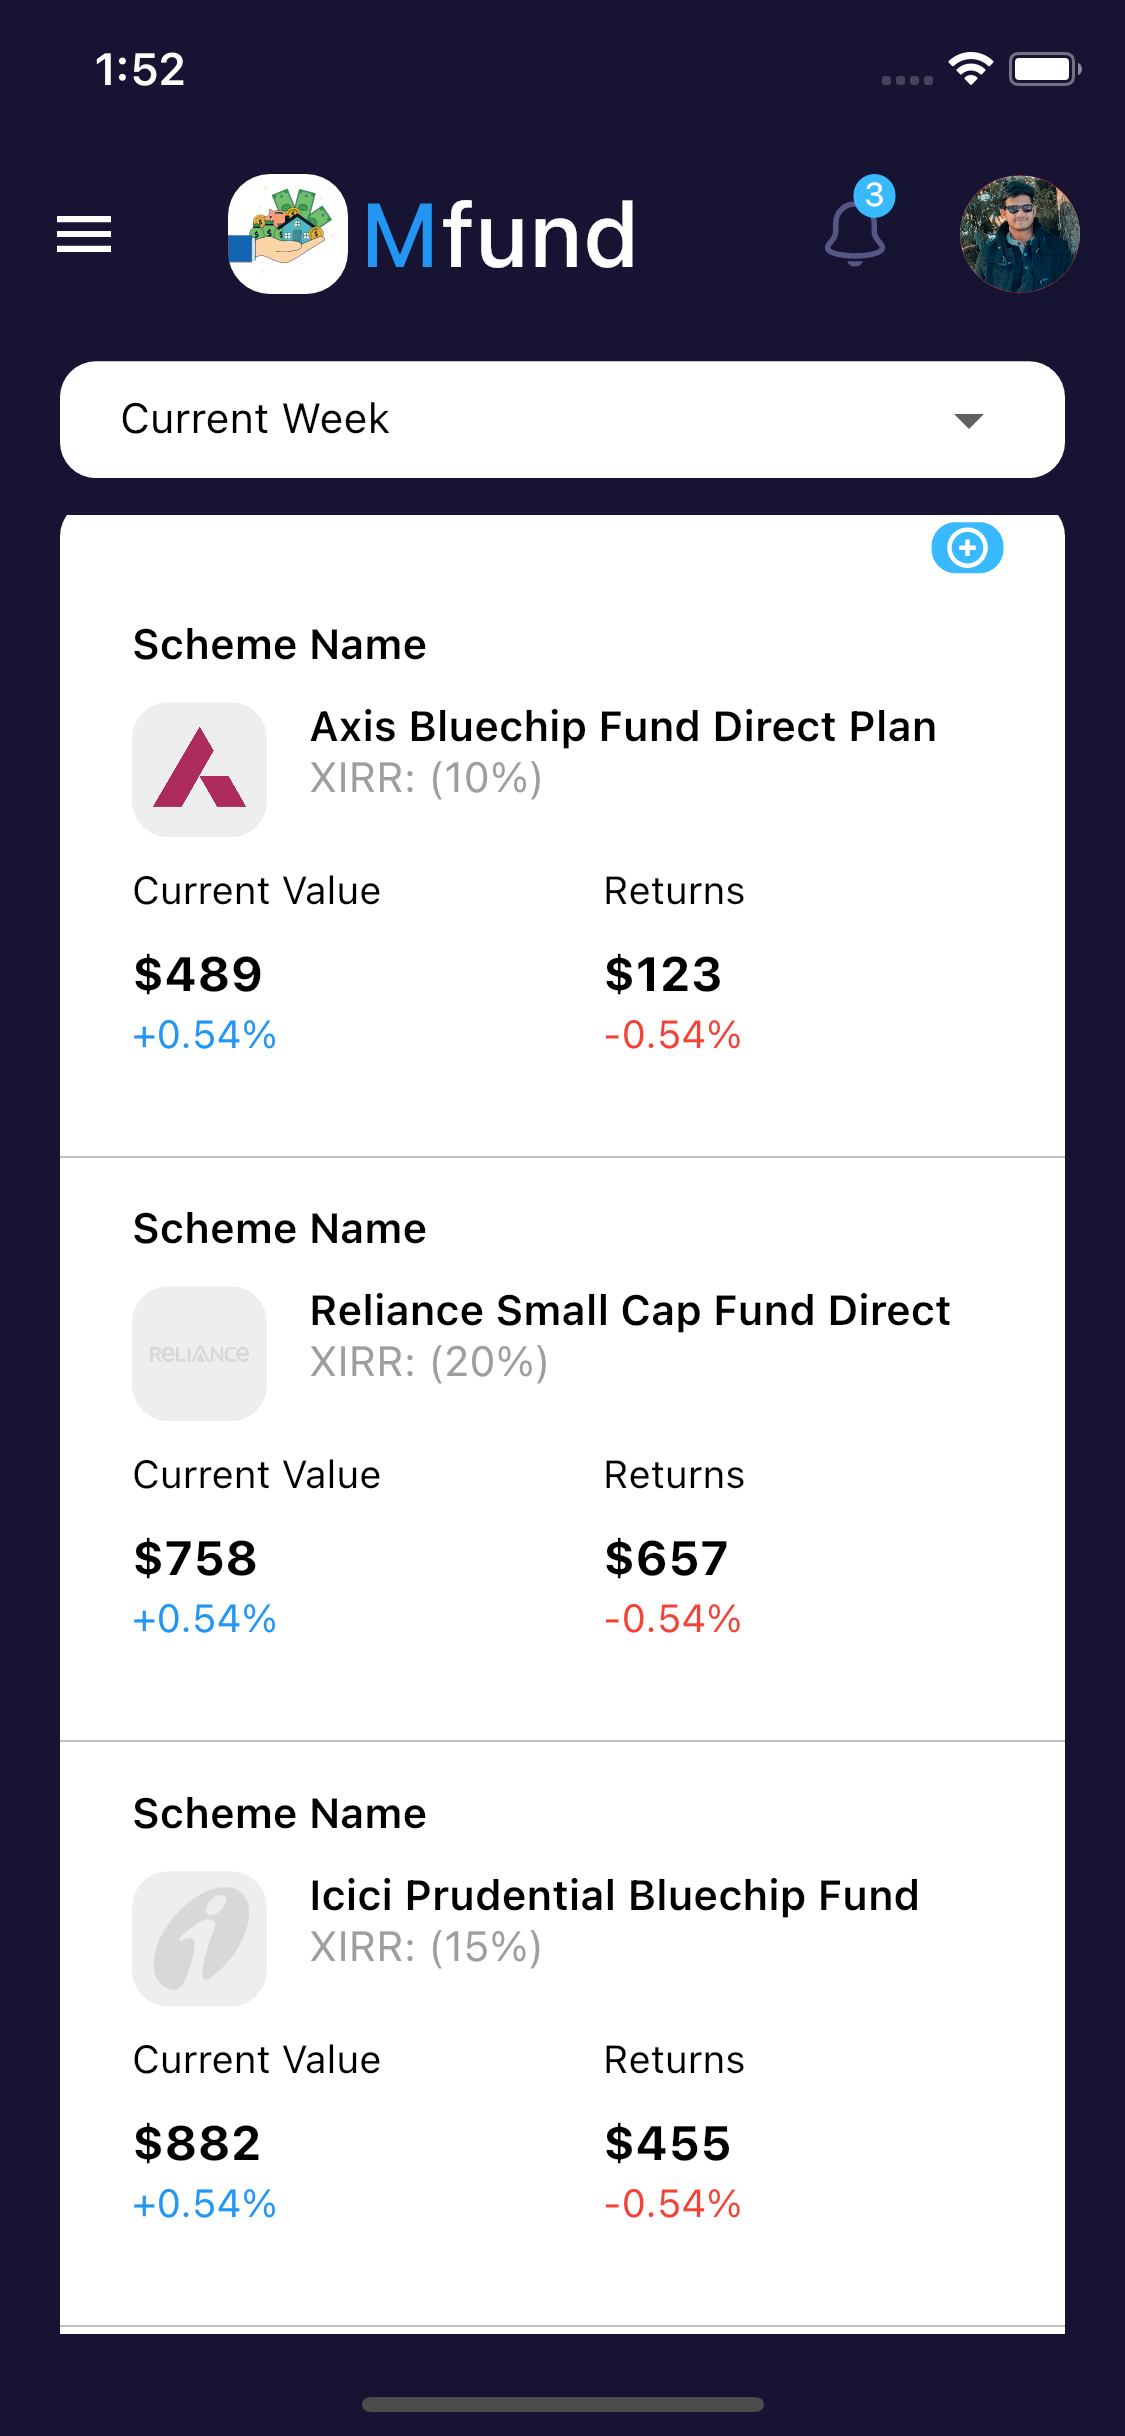 1:52
Mfund
3
Current Week
Scheme Name
Axis Bluechip Fund Direct Plan
XIRR: (10%)
Current Value
Returns
$489
$123
+0.54%
-0.54%
Scheme Name
Reliance Small Cap Fund Direct
RELIANCE
XIRR: (20%)
Current Value
Returns
$758
$657
+0.54%
-0.54%
Scheme Name
Icici Prudential Bluechip Fund
XIRR: (15%)
Current Value
Returns
$882
$455
+0.54%
-0.54%